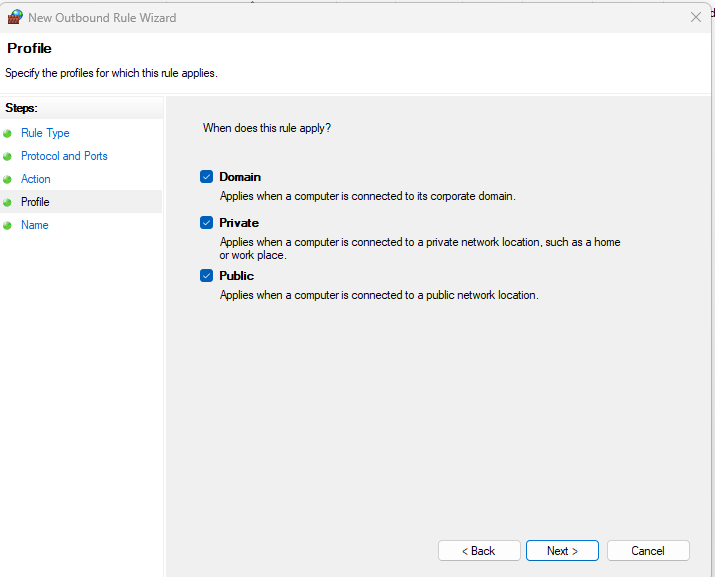 New Outbound Rule Wizard
Profile
Specify the profiles for which this rule applies.
Steps:
Rule Type
Protocol and Ports
Action
Profile
Name
When does this rule apply?
Domain
Applies when a computer is connected to its corporate domain.
Private
Applies when a computer is connected to a private network location, such as a home
or work place.
Public
Applies when a computer is connected to a public network location.
< Back
Next >
Cancel